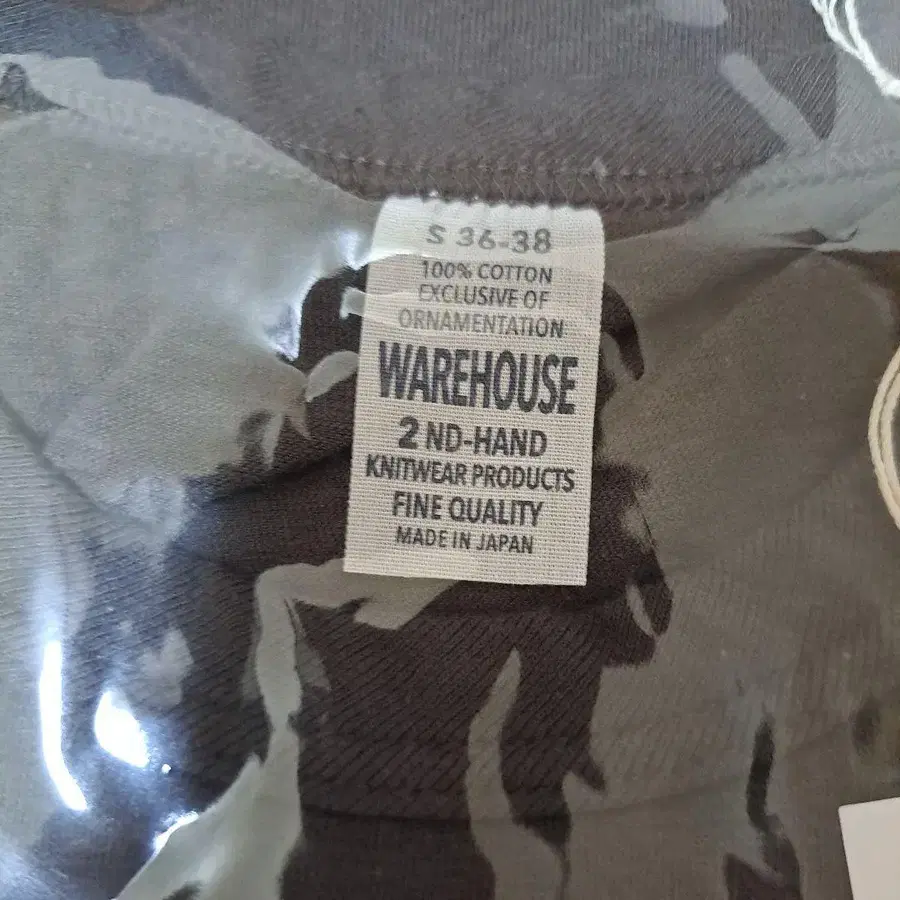 S 36-38
100% COTTON
EXCLUSIVE OF
ORNAMENTATION
WAREHOUSE
2 ND-HAND
KNITWEAR PRODUCTS
FINE QUALITY
MADE IN JAPAN